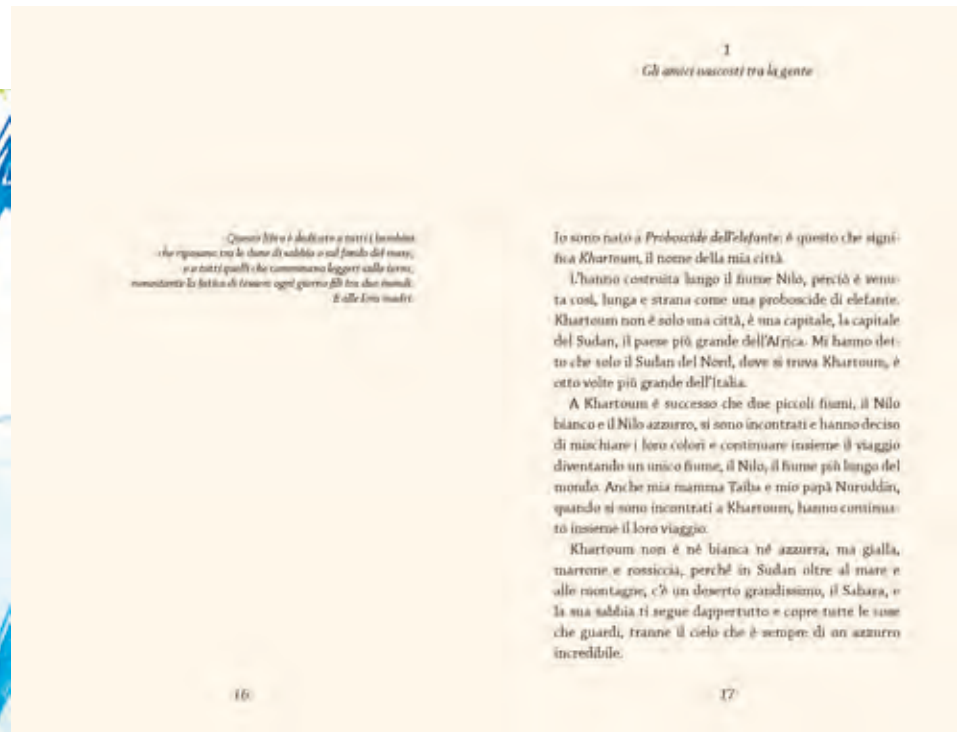 Questo libro è dedicato a tutti i bambini
che riposano tra le dune di sabbia o sul fondo del mare,
e a tutti quelli che camminano leggeri sulla terra,
nonostante la fatica di tessere ogni giorno fili tra due mondi.
E alle loro madri.
16
1
Gli amici nascosti tra la gente
Io sono nato a Proboscide dell'elefante: è questo che signi-
fica Khartoum, il nome della mia città.
L'hanno costruita lungo il fiume Nilo, perciò è venu-
ta così, lunga e strana come una proboscide di elefante.
Khartoum non è solo una città, è una capitale, la capitale
del Sudan, il paese più grande dell'Africa. Mi hanno det-
to che solo il Sudan del Nord, dove si trova Khartoum, è
otto volte più grande dell'Italia.
A Khartoum è successo che due piccoli fiumi, il Nilo
bianco e il Nilo azzurro, si sono incontrati e hanno deciso
di mischiare i loro colori e continuare insieme il viaggio
diventando un unico fiume, il Nilo, il fiume più lungo del
mondo. Anche mia mamma Taiba e mio papà Nuruddin,
quando si sono incontrati a Khartoum, hanno continua-
to insieme il loro viaggio.
Khartoum non è né bianca né azzurra, ma gialla,
marrone e rossiccia, perché in Sudan oltre al mare e
alle montagne, c'è un deserto grandissimo, il Sahara, e
la sua sabbia ti segue dappertutto e copre tutte le cose
che guardi, tranne il cielo che è sempre di un azzurro
incredibile.
17